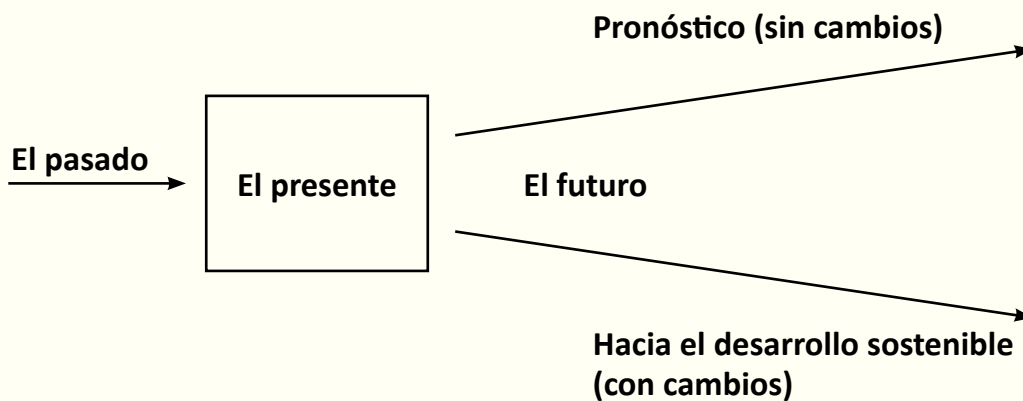 Pronóstico (sin cambios)
El pasado
El presente
El futuro
Hacia el desarrollo sostenible
(con cambios)